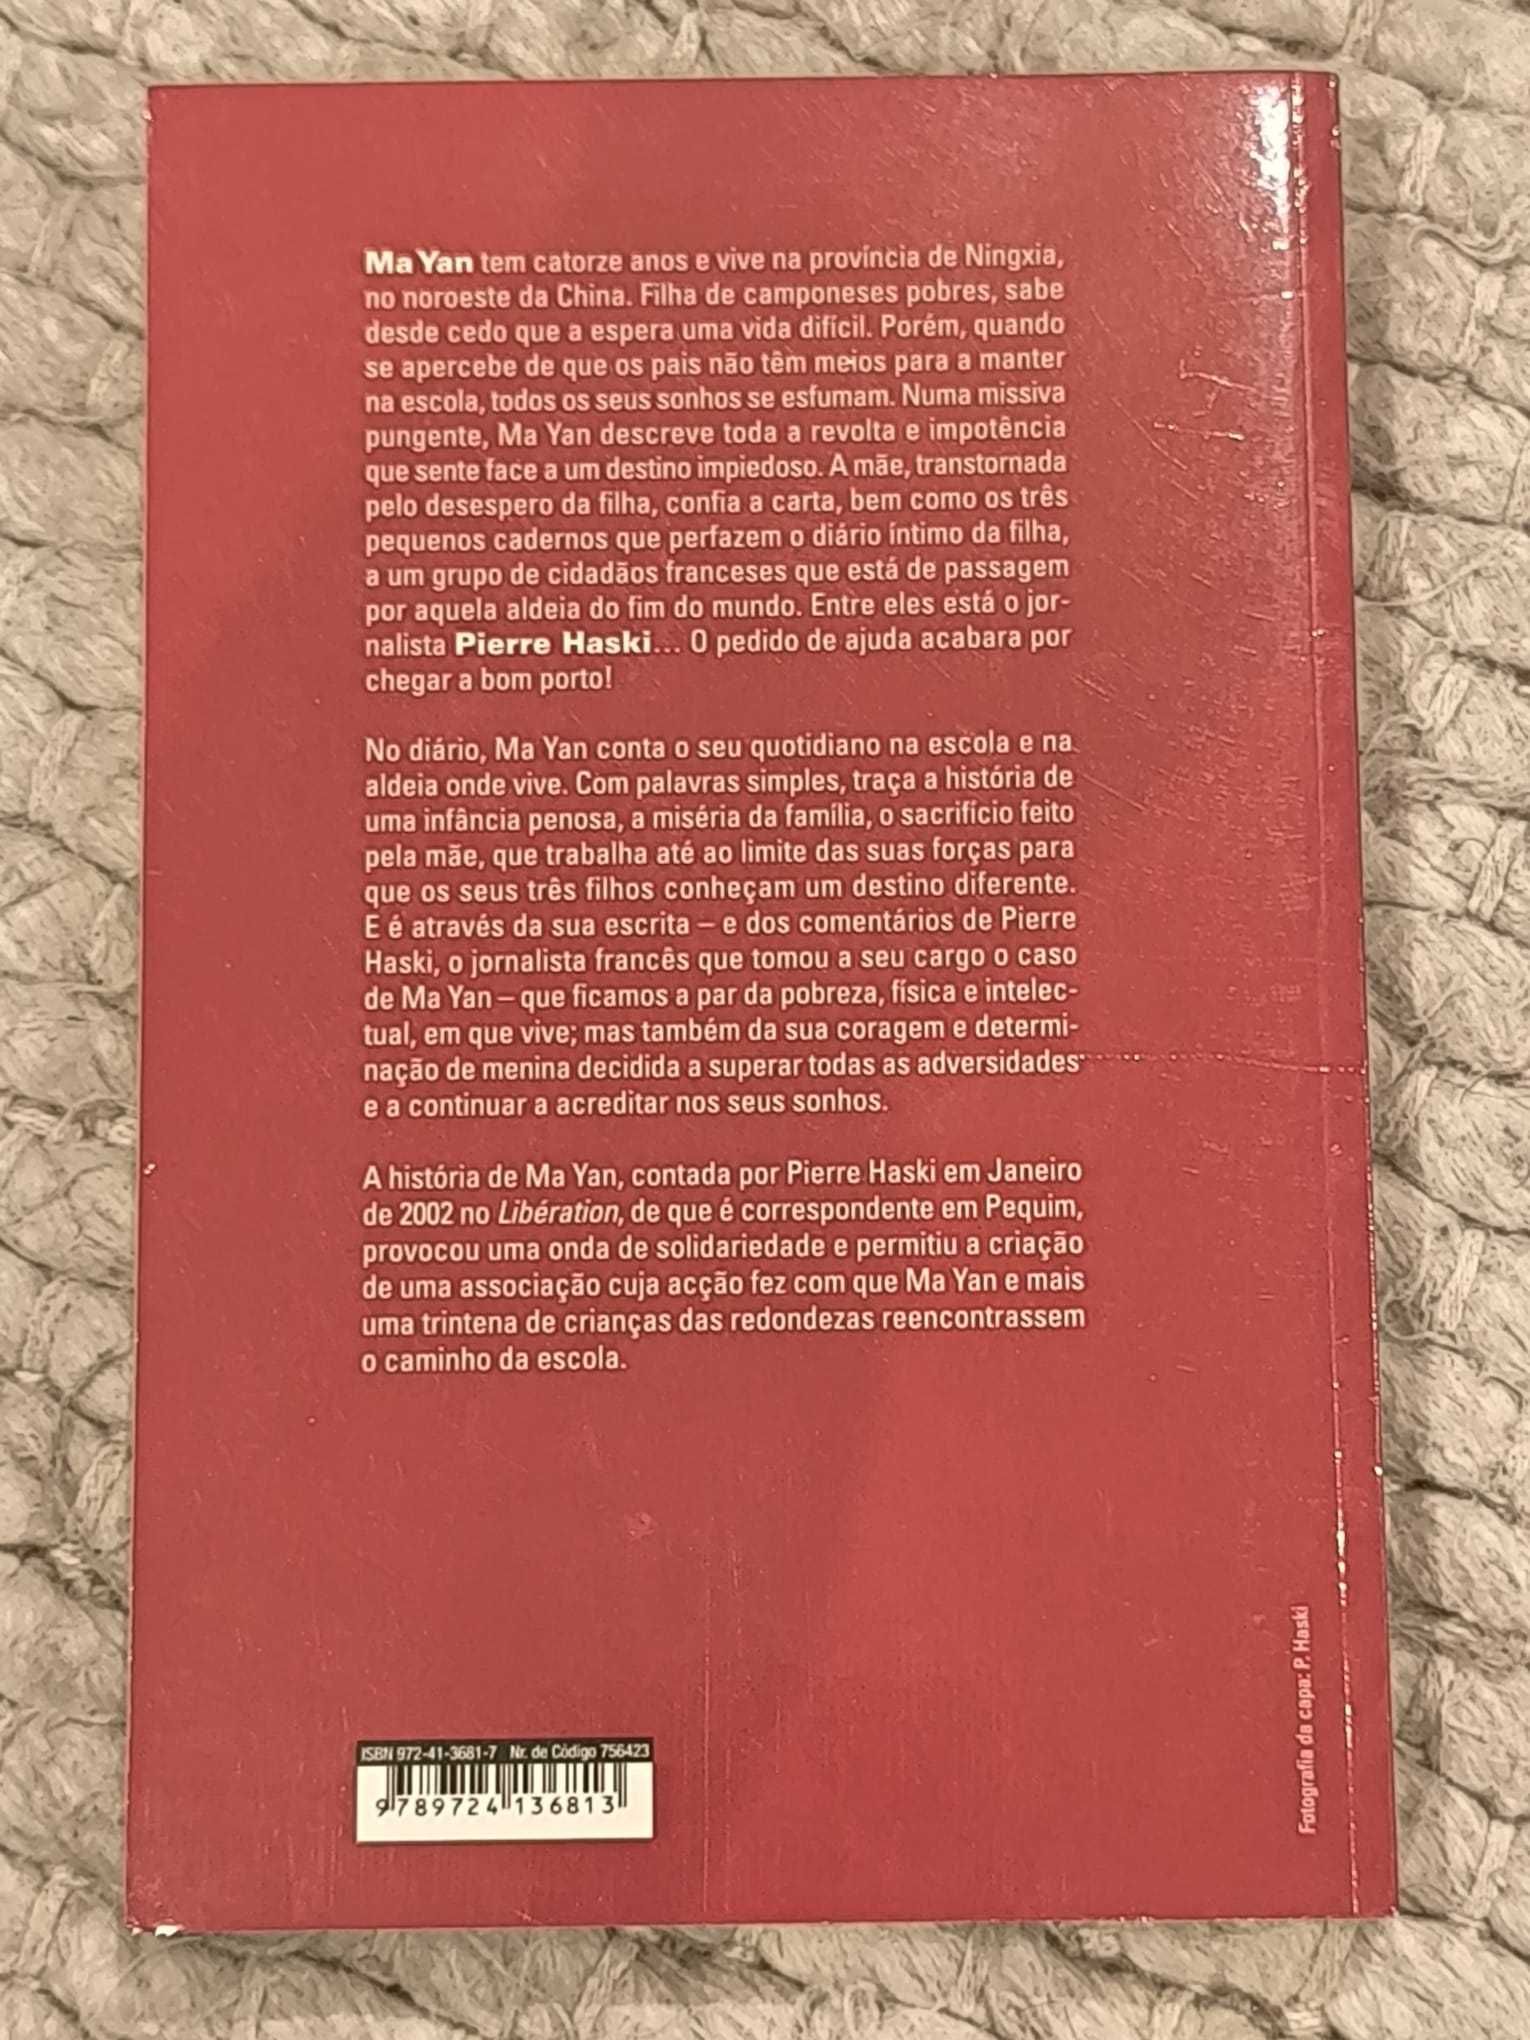 Ma Yan tem catorze anos e vive na província de Ningxia,
no noroeste da China. Filha de camponeses pobres, sabe
desde cedo que a espera uma vida difícil. Porém, quando
se apercebe de que os pais não têm meios para a manter
na escola, todos os seus sonhos se esfumam. Numa missiva
pungente, Ma Yan descreve toda a revolta e impotência
que sente face a um destino impiedoso. A mãe, transtornada
pelo desespero da filha, confia a carta, bem como os três
pequenos cadernos que perfazem o diário íntimo da filha,
a um grupo de cidadãos franceses que está de passagem
por aquela aldeia do fim do mundo. Entre eles está o jor-
nalista Pierre Haski... O pedido de ajuda acabara por
chegar a bom porto!
No diário, Ma Yan conta o seu quotidiano na escola e na
aldeia onde vive. Com palavras simples, traça a história de
uma infância penosa, a miséria da família, o sacrifício feito
pela mãe, que trabalha até ao limite das suas forças para
que os seus três filhos conheçam um destino diferente.
E é através da sua escrita – e dos comentários de Pierre
Haski, o jornalista francês que tomou a seu cargo o caso
de Ma Yan – que ficamos a par da pobreza, física e intelec-
tual, em que vive; mas também da sua coragem e determi-
nação de menina decidida a superar todas as adversidades
e a continuar a acreditar nos seus sonhos.
A história de Ma Yan, contada por Pierre Haski em Janeiro
de 2002 no Libération, de que é correspondente em Pequim,
provocou uma onda de solidariedade e permitiu a criação
de uma associação cuja acção fez com que Ma Yan e mais
uma trintena de crianças das redondezas reencontrassem
o caminho da escola.
Fotografia da capa: P. Haski
ISBN 972-41-3681-7 Nr. de Código 756423
9 789724 136813